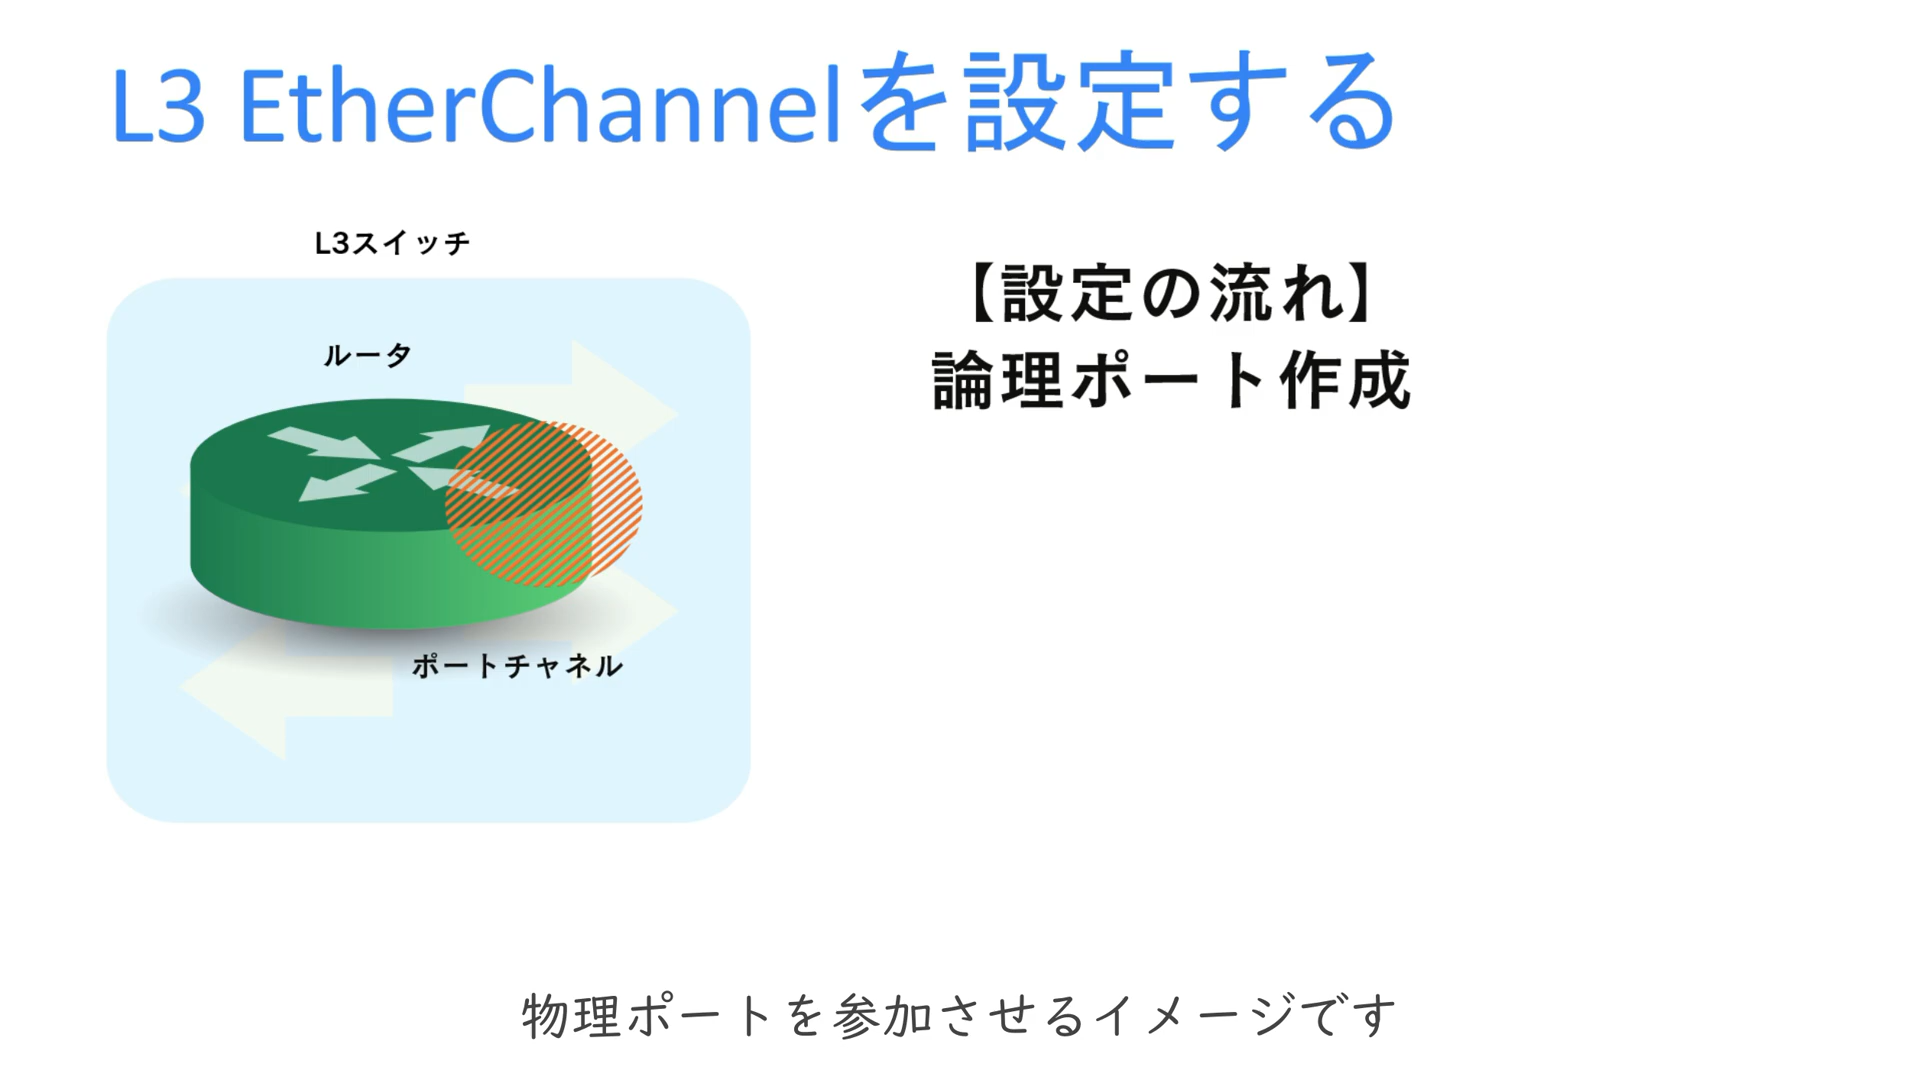 L3 EtherChannelを設定する
L3スイッチ
ルータ
ポートチャネル
【設定の流れ】
論理ポート作成
物理ポートを参加させるイメージです